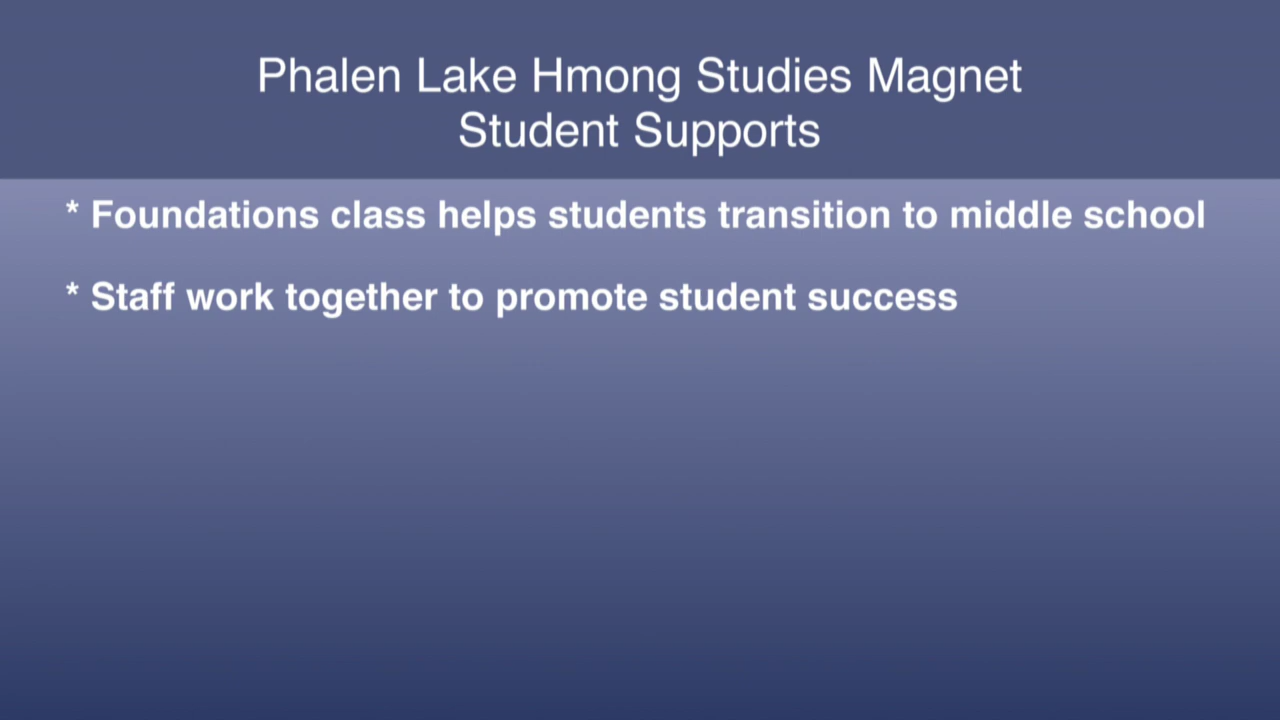 Phalen Lake Hmong Studies Magnet
Student Supports
* Foundations class helps students transition to middle school
* Staff work together to promote student success